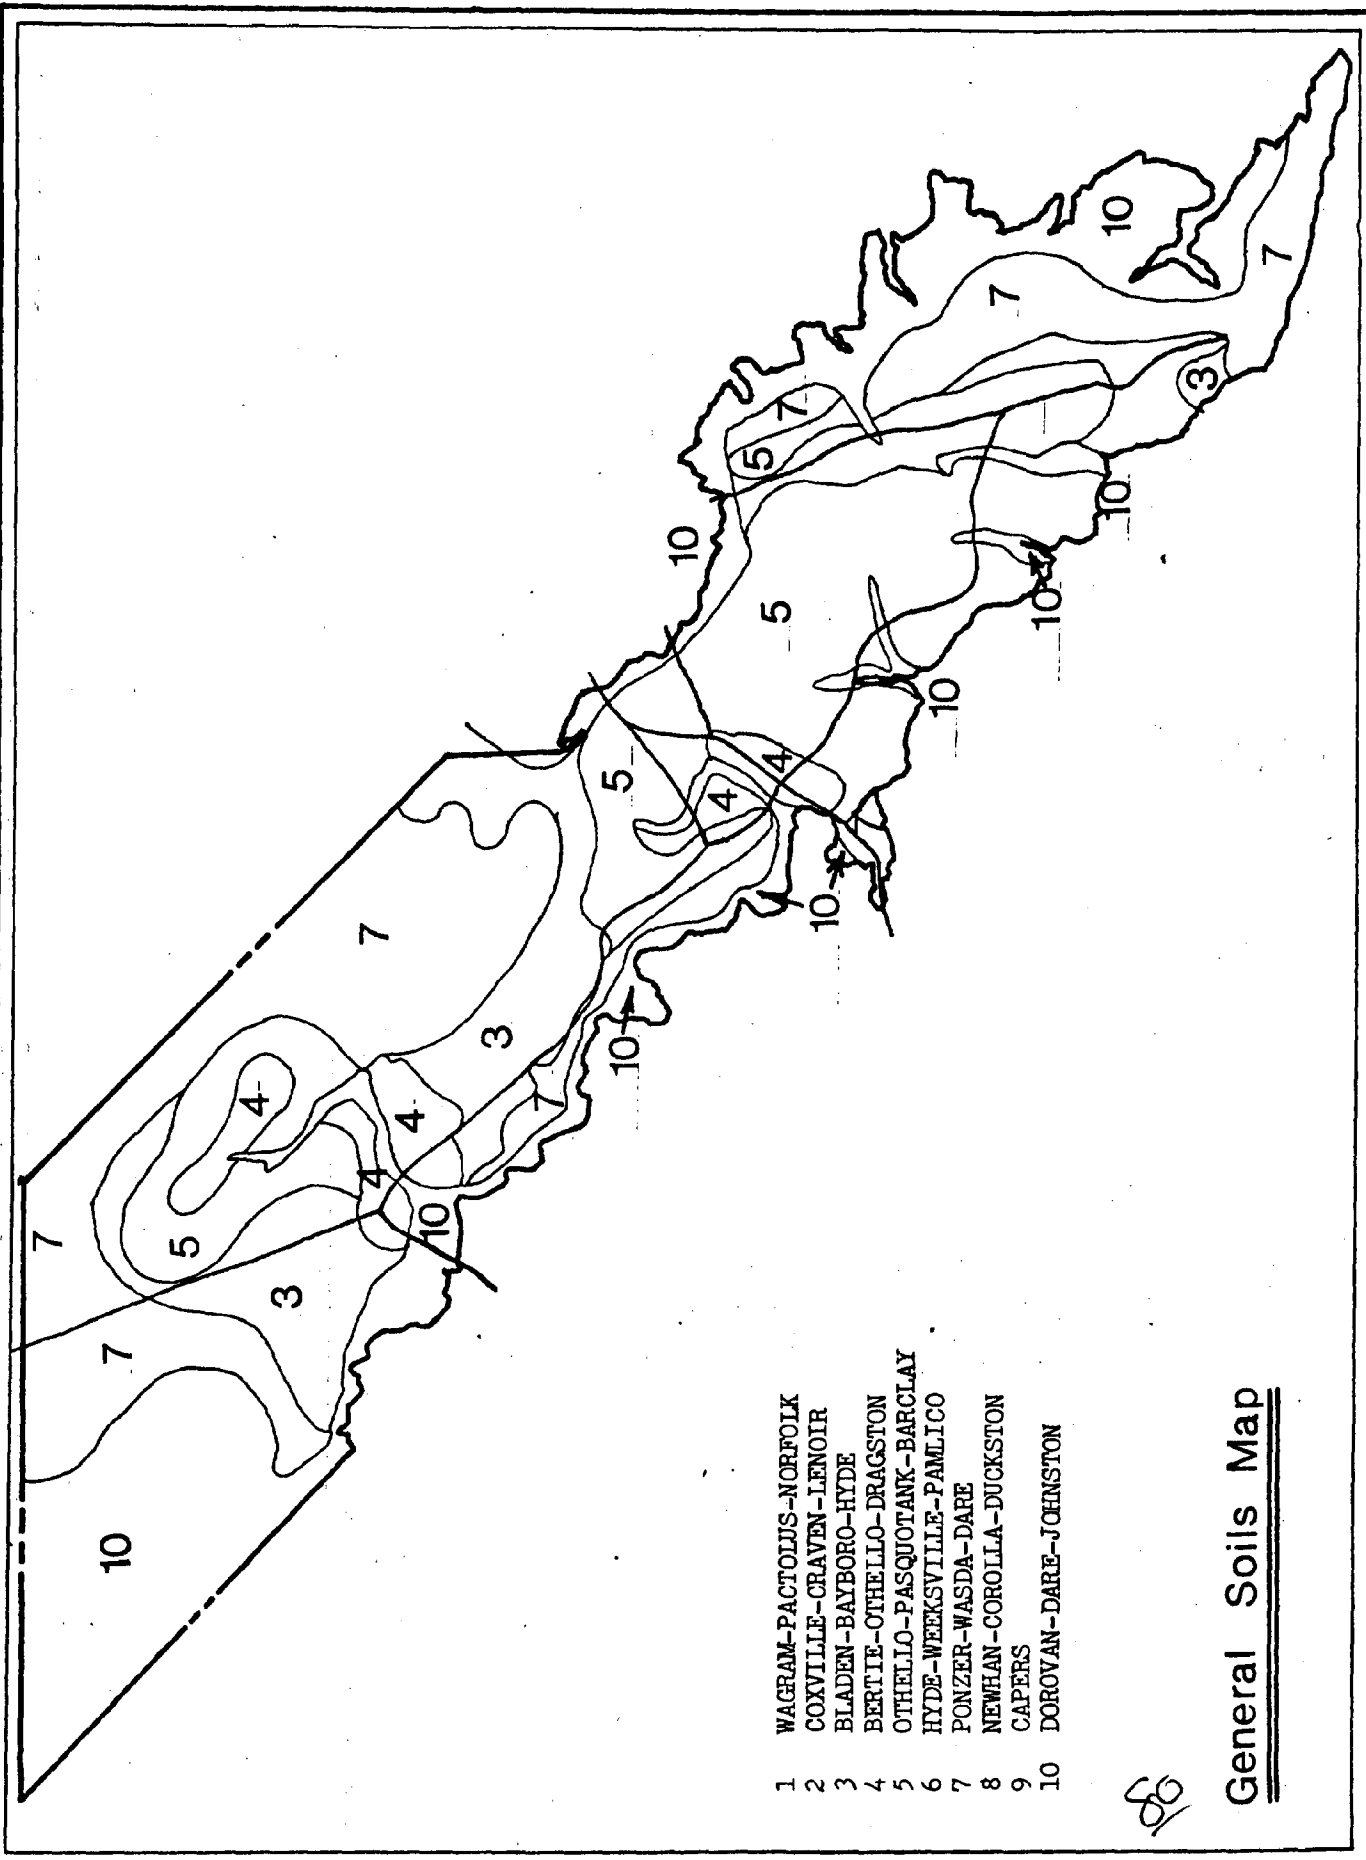 7
10
7
5
4
3
7
4
4
10
3
7
5
10
10
4
5
5
4
7
10
10
7
10
10
10
3
7
1 WAGRAM-PACTOLUS-NORFOLK
2 COXVILLE-CRAVEN-LENOIR
3 BLADEN-BAYBORO-HYDE
4 BERTIE-OTHELLO-DRAGSTON
5 OTHELLO-PASQUOTANK-BARCLAY
6 HYDE-WEEKSVILLE-PAMLICO
7 PONZER-WASDA-DARE
8 NEWHAN-COROLLA-DUCKSTON
9 CAPERS
10 DOROVAN-DARE-JOHNSTON
80
General Soils Map